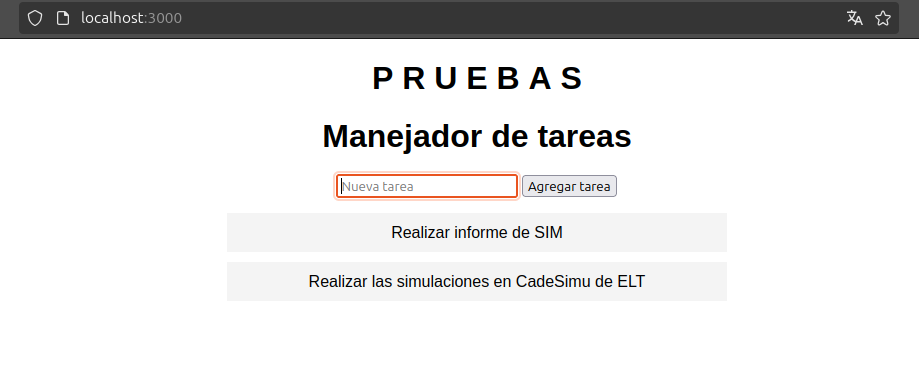 localhost:3000
P R U E B A S
Manejador de tareas
Nueva tarea Agregar tarea
Realizar informe de SIM
Realizar las simulaciones en CadeSimu de ELT